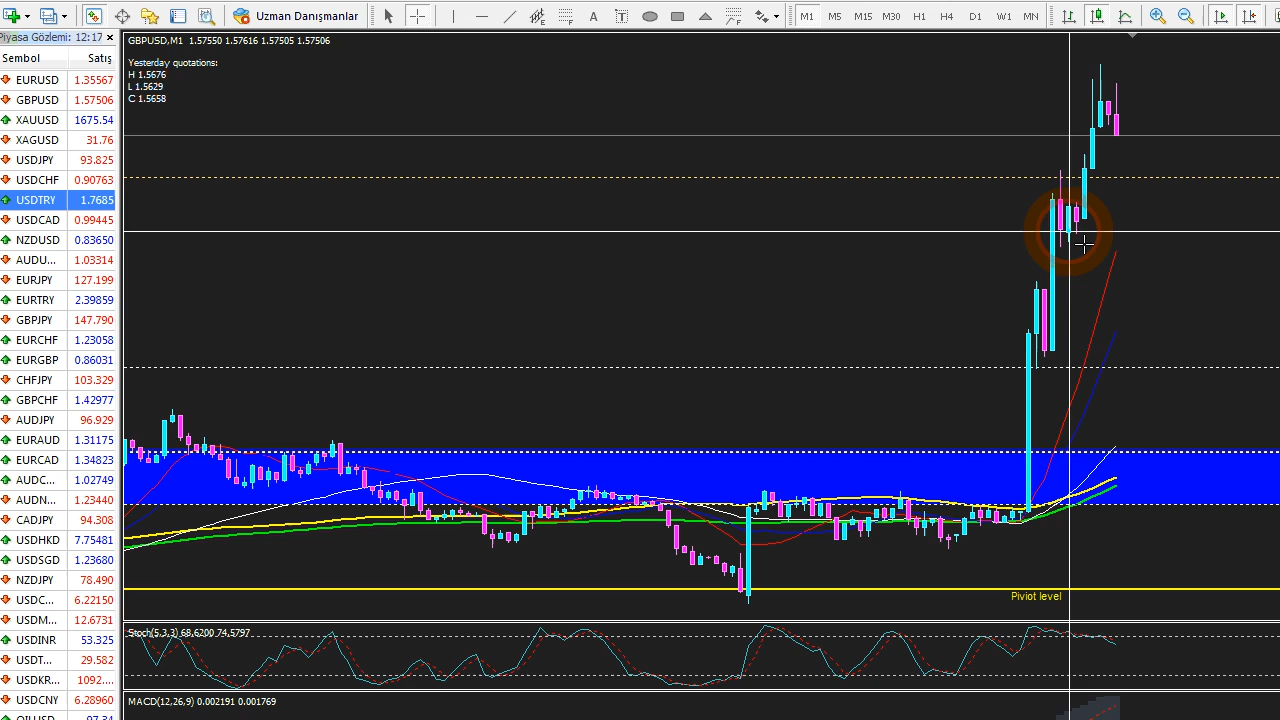 Uzman Danışmanlar
M1 M5 M15 M30 H1 H4 D1 W1 MN
Piyasa Gözlemi: 12:17
Sembol Satış
EURUSD 1.35567
GBPUSD 1.57506
XAUUSD 1675.54
XAGUSD 31.76
USDJPY 93.825
USDCHF 0.90763
USDTRY 1.7685
USDCAD 0.99445
NZDUSD 0.83650
AUDU... 1.03314
EURJPY 127.199
EURTRY 2.39859
GBPJPY 147.790
EURCHF 1.23058
EURGBP 0.86031
CHFJPY 103.329
GBPCHF 1.42977
AUDJPY 96.929
EURAUD 1.31175
EURCAD 1.34823
AUDC... 1.02749
AUDN... 1.23440
CADJPY 94.308
USDHKD 7.75481
USDSGD 1.23680
NZDJPY 78.490
USDC... 6.22150
USDM... 12.6731
USDINR 53.325
USDT... 29.582
USDKR... 1092....
USDCNY 6.28960
OILUSD 97.34
GBPUSD,M1 1.57550 1.57616 1.57505 1.57506
Yesterday quotations:
H 1.5676
L 1.5629
C 1.5658
Piviot level
Stoch(5,3,3) 68.6200 74.5797
MACD(12,26,9) 0.002191 0.001769